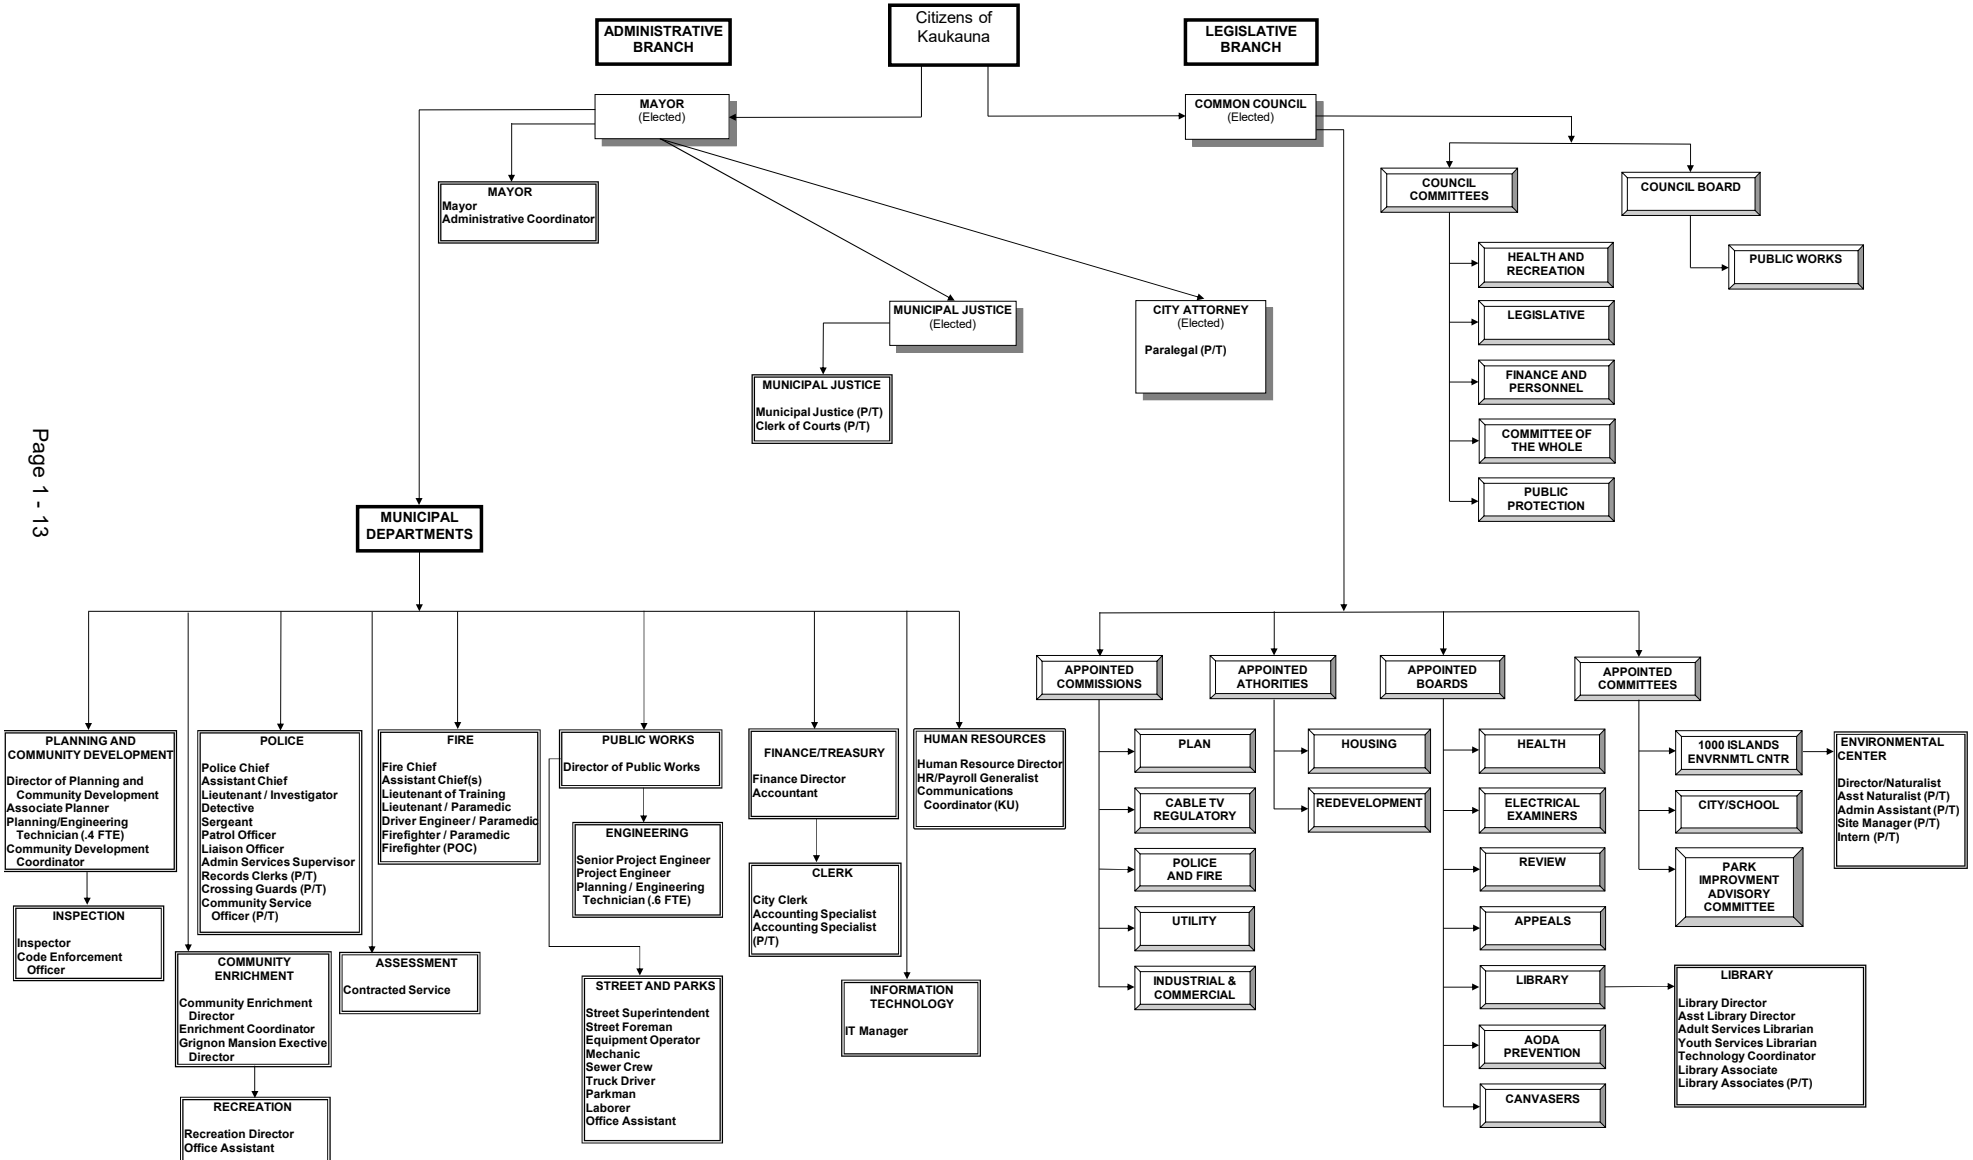 Citizens of
Kaukauna
ADMINISTRATIVE
BRANCH
LEGISLATIVE
BRANCH
MAYOR
(Elected)
COMMON COUNCIL
(Elected)
MAYOR
Mayor
Administrative Coordinator
COUNCIL
COMMITTEES
COUNCIL BOARD
HEALTH AND
RECREATION
LEGISLATIVE
FINANCE AND
PERSONNEL
COMMITTEE OF
THE WHOLE
PUBLIC
PROTECTION
PUBLIC WORKS
MUNICIPAL JUSTICE
(Elected)
CITY ATTORNEY
(Elected)
Paralegal (P/T)
MUNICIPAL JUSTICE
Municipal Justice (P/T)
Clerk of Courts (P/T)
Page 1 - 13
MUNICIPAL
DEPARTMENTS
PLANNING AND
COMMUNITY DEVELOPMENT
Director of Planning and
Community Development
Associate Planner
Planning/Engineering
Technician (.4 FTE)
Community Development
Coordinator
INSPECTION
Inspector
Code Enforcement
Officer
POLICE
Police Chief
Assistant Chief
Lieutenant / Investigator
Detective
Sergeant
Patrol Officer
Liaison Officer
Admin Services Supervisor
Records Clerks (P/T)
Crossing Guards (P/T)
Community Service
Officer (P/T)
COMMUNITY
ENRICHMENT
Community Enrichment
Director
Enrichment Coordinator
Grignon Mansion Exective
Director
RECREATION
Recreation Director
Office Assistant
FIRE
Fire Chief
Assistant Chief(s)
Lieutenant of Training
Lieutenant / Paramedic
Driver Engineer / Paramedic
Firefighter / Paramedic
Firefighter (POC)
ASSESSMENT
Contracted Service
PUBLIC WORKS
Director of Public Works
ENGINEERING
Senior Project Engineer
Project Engineer
Planning / Engineering
Technician (.6 FTE)
STREET AND PARKS
Street Superintendent
Street Foreman
Equipment Operator
Mechanic
Sewer Crew
Truck Driver
Parkman
Laborer
Office Assistant
FINANCE/TREASURY
Finance Director
Accountant
CLERK
City Clerk
Accounting Specialist
Accounting Specialist
(P/T)
INFORMATION
TECHNOLOGY
IT Manager
HUMAN RESOURCES
Human Resource Director
HR/Payroll Generalist
Communications
Coordinator (KU)
APPOINTED
COMMISSIONS
PLAN
CABLE TV
REGULATORY
POLICE
AND FIRE
UTILITY
INDUSTRIAL &
COMMERCIAL
APPOINTED
ATHORITIES
HOUSING
REDEVELOPMENT
APPOINTED
BOARDS
HEALTH
ELECTRICAL
EXAMINERS
REVIEW
APPEALS
LIBRARY
AODA
PREVENTION
CANVASERS
APPOINTED
COMMITTEES
1000 ISLANDS
ENVRNMTL CNTR
CITY/SCHOOL
PARK
IMPROVMENT
ADVISORY
COMMITTEE
ENVIRONMENTAL
CENTER
Director/Naturalist
Asst Naturalist (P/T)
Admin Assistant (P/T)
Site Manager (P/T)
Intern (P/T)
LIBRARY
Library Director
Asst Library Director
Adult Services Librarian
Youth Services Librarian
Technology Coordinator
Library Associate
Library Associates (P/T)